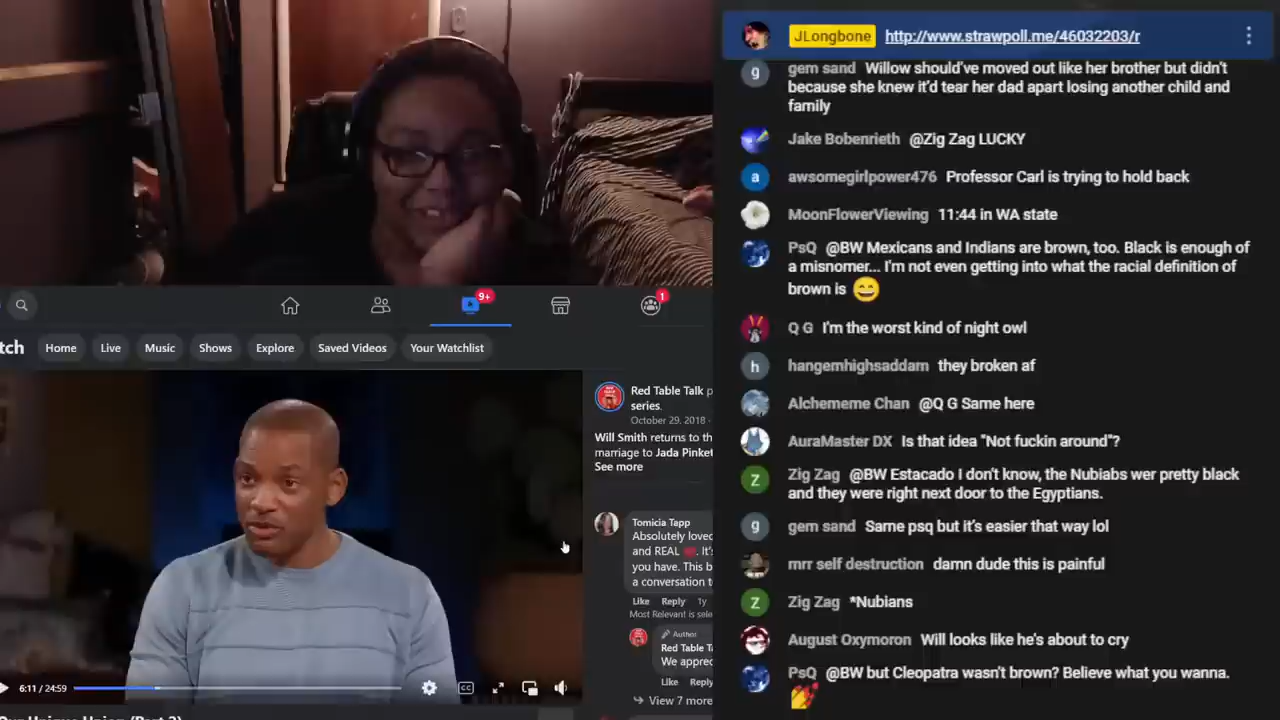 JLongbone http://www.strawpoll.me/46032203/r
g gem sand Willow should've moved out like her brother but didn't
because she knew it'd tear her dad apart losing another child and
family
Jake Bobenrieth @Zig Zag LUCKY
a awsomegirlpower476 Professor Carl is trying to hold back
MoonFlowerViewing 11:44 in WA state
PsQ @BW Mexicans and Indians are brown, too. Black is enough of
a misnomer... I'm not even getting into what the racial definition of
brown is 😄
Q G I'm the worst kind of night owl
h hangemhighsaddam they broken af
Alchememe Chan @Q G Same here
AuraMaster DX Is that idea "Not fuckin around"?
Z Zig Zag @BW Estacado I don't know, the Nubiabs wer pretty black
and they were right next door to the Egyptians.
g gem sand Same psq but it's easier that way lol
mrr self destruction damn dude this is painful
Z Zig Zag *Nubians
August Oxymoron Will looks like he's about to cry
PsQ @BW but Cleopatra wasn't brown? Believe what you wanna.
💅
9+
1
tch Home Live Music Shows Explore Saved Videos Your Watchlist
Red Table Talk p
series.
October 29, 2018 ·
Will Smith returns to th
marriage to Jada Pinket
See more
Tomicia Tapp
Absolutely loved
and REAL ❤️. It's
you have. This b
a conversation t
Like Reply 1y
Most Relevant is sele
Author
Red Table T
We apprec
Like Reply
View 7 more
6:11 / 24:59
CC
Our Unique Union (Part 2)